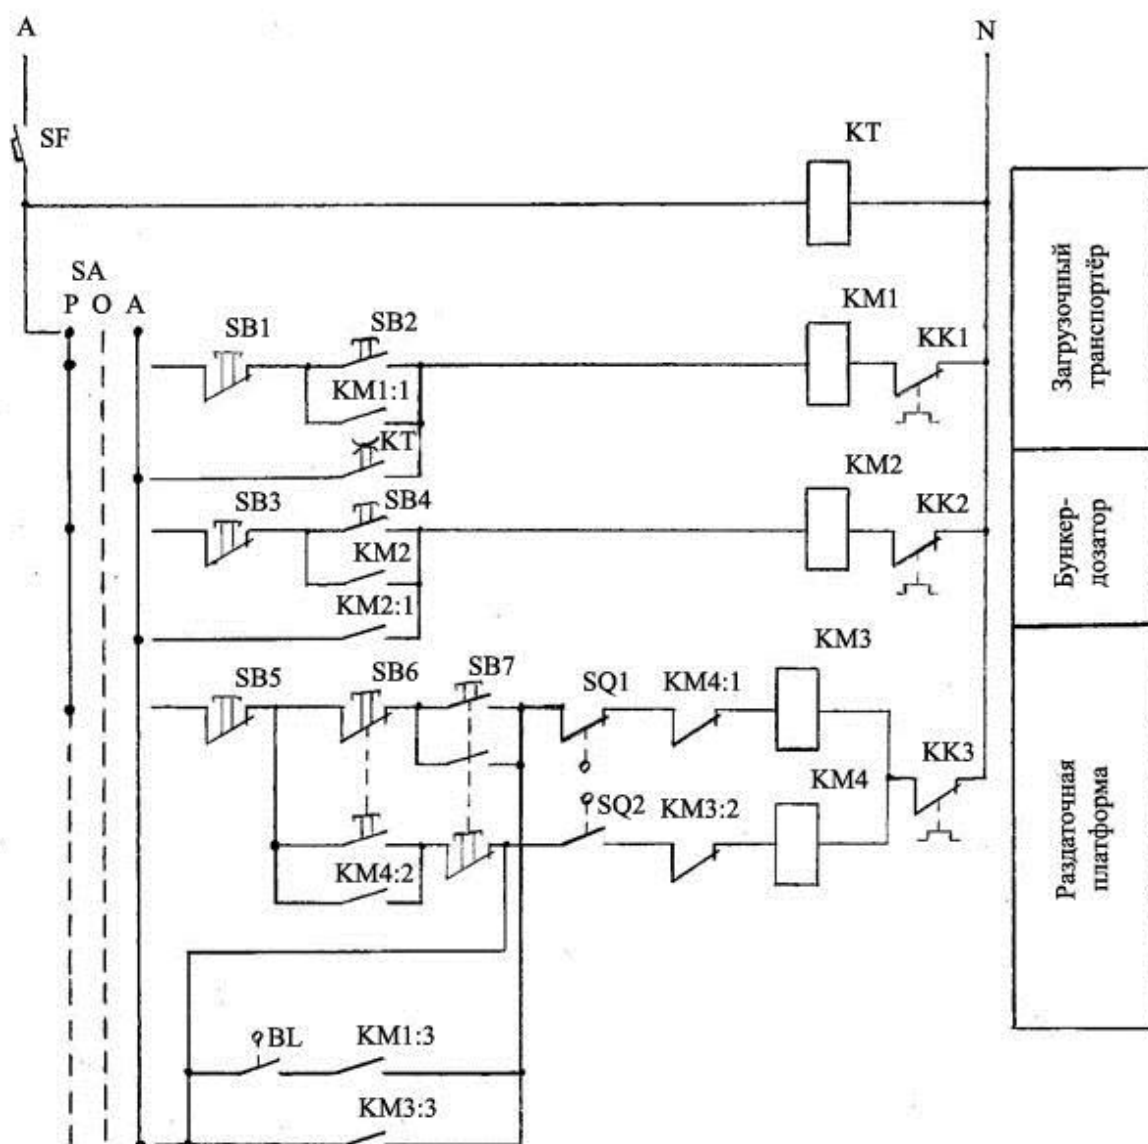 A
N
SF
KT
SA
P O A
SB1
SB2
KM1
KK1
KM1:1
KT
Загрузочный
транспортёр
SB3
SB4
KM2
KK2
KM2
KM2:1
Бункер-
дозатор
SB5
SB6
SB7
SQ1
KM4:1
KM3
KK3
KM4
SQ2
KM3:2
KM4:2
Раздаточная
платформа
BL
KM1:3
KM3:3